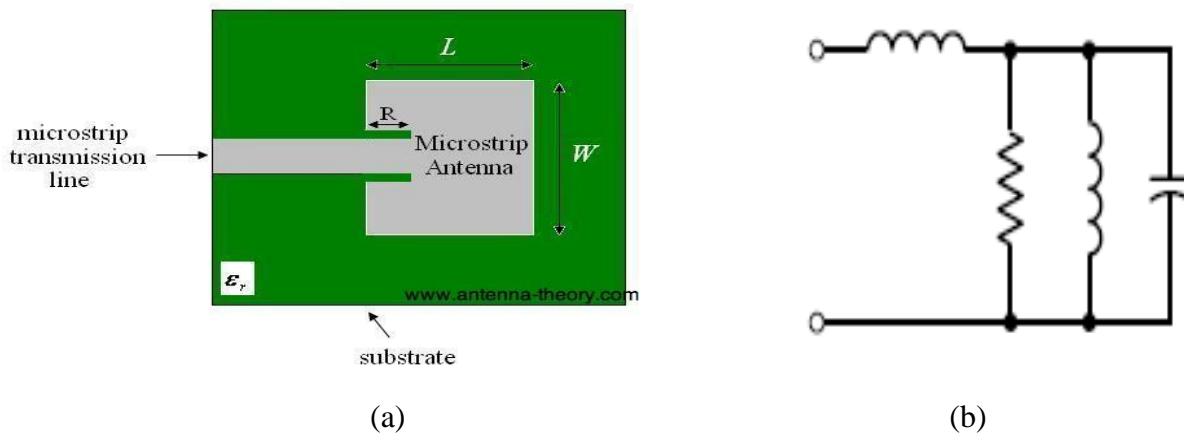 L
R
microstrip
transmission
line
Microstrip
Antenna
W
εr
www.antenna-theory.com
substrate
(a)
(b)